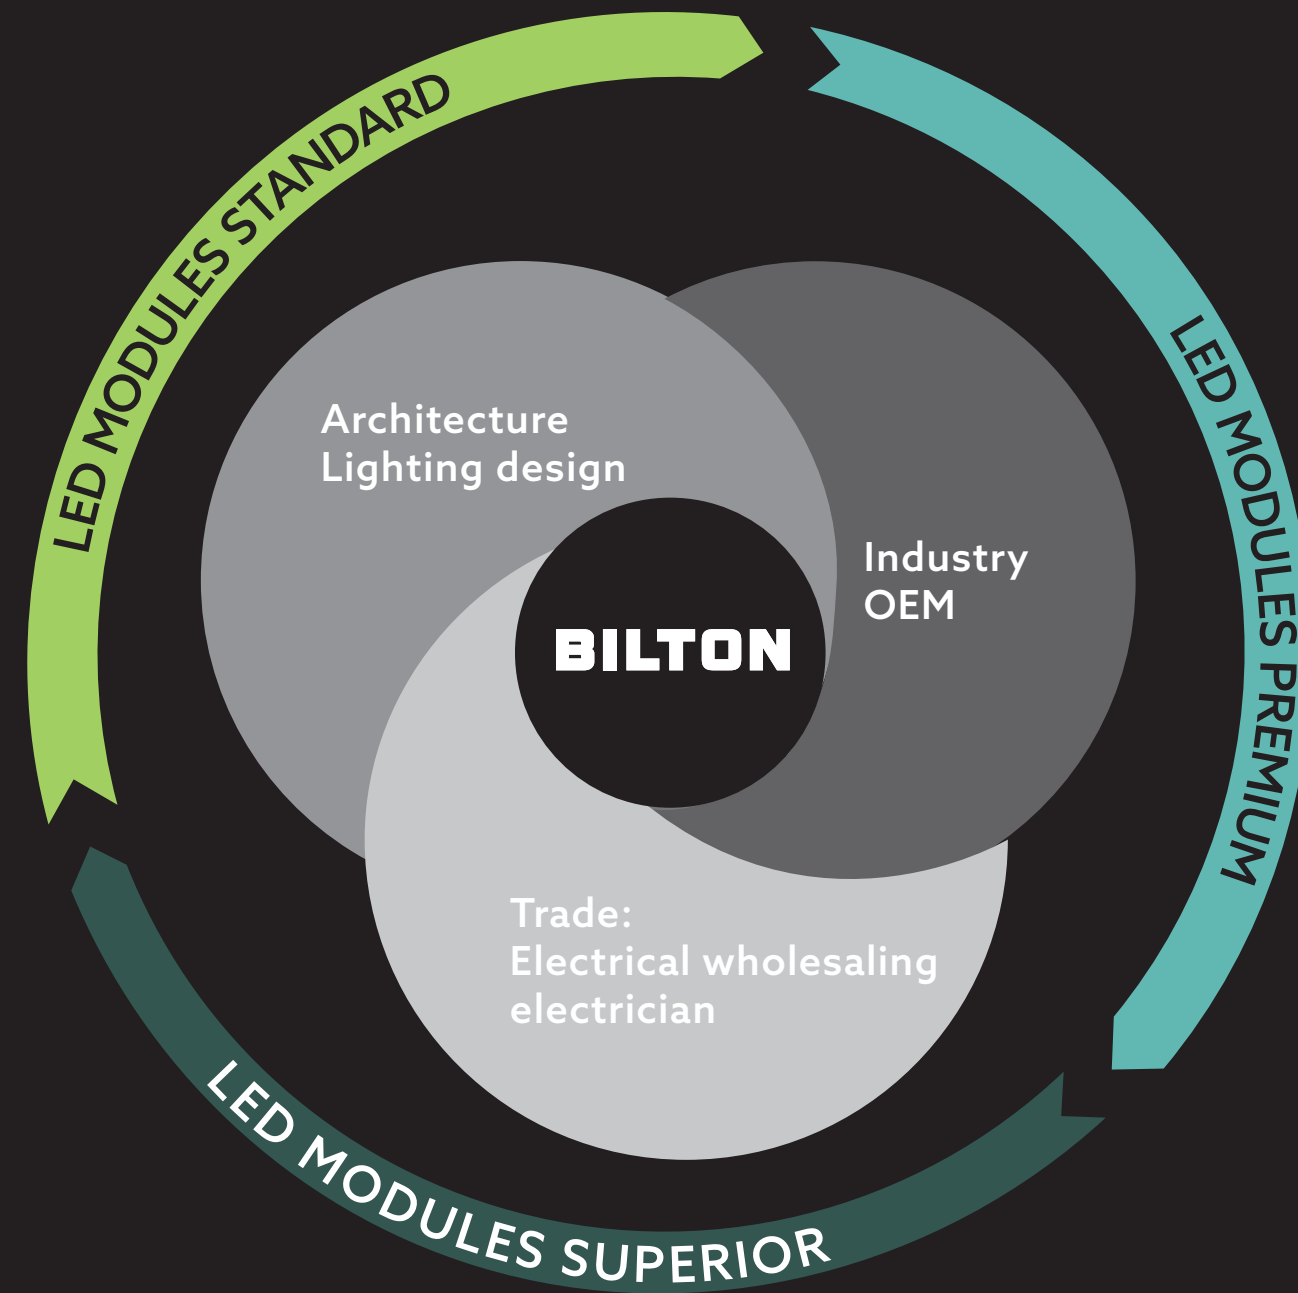 LED MODULES STANDARD
LED MODULES PREMIUM
Architecture
Lighting design
Industry
OEM
BILTON
Trade:
Electrical wholesaling
electrician
LED MODULES SUPERIOR